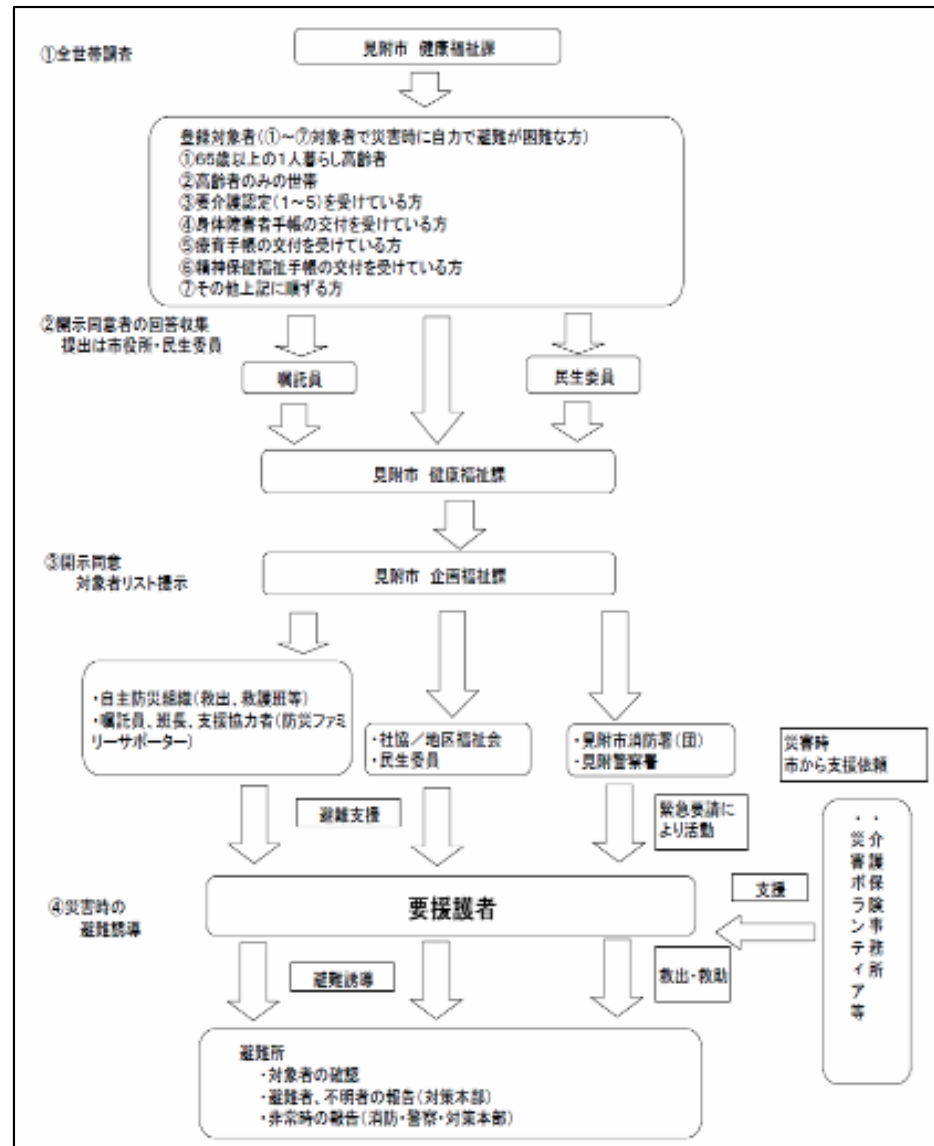 ①全世帯調査
見附市 健康福祉課
登録対象者(①～⑦対象者で災害時に自力で避難が困難な方)
①65歳以上の1人暮らし高齢者
②高齢者のみの世帯
③要介護認定(1～5)を受けている方
④身体障害者手帳の交付を受けている方
⑤療育手帳の交付を受けている方
⑥精神保健福祉手帳の交付を受けている方
⑦その他上記に順ずる方
②開示同意者の回答収集
提出は市役所・民生委員
嘱託員
民生委員
見附市 健康福祉課
③開示同意
対象者リスト提示
見附市 企画福祉課
・自主防災組織(救出、救護班等)
・嘱託員、班長、支援協力者(防災ファミ
リーサポーター)
・社協／地区福祉会
・民生委員
・見附市消防署(団)
・見附警察署
災害時
市から支援依頼
避難支援
緊急要請に
より活動
・介護保険事務所
・災害ボランティア等
支援
④災害時の
避難誘導
要援護者
避難誘導
救出・救助
避難所
・対象者の確認
・避難者、不明者の報告(対策本部)
・非常時の報告(消防・警察・対策本部)